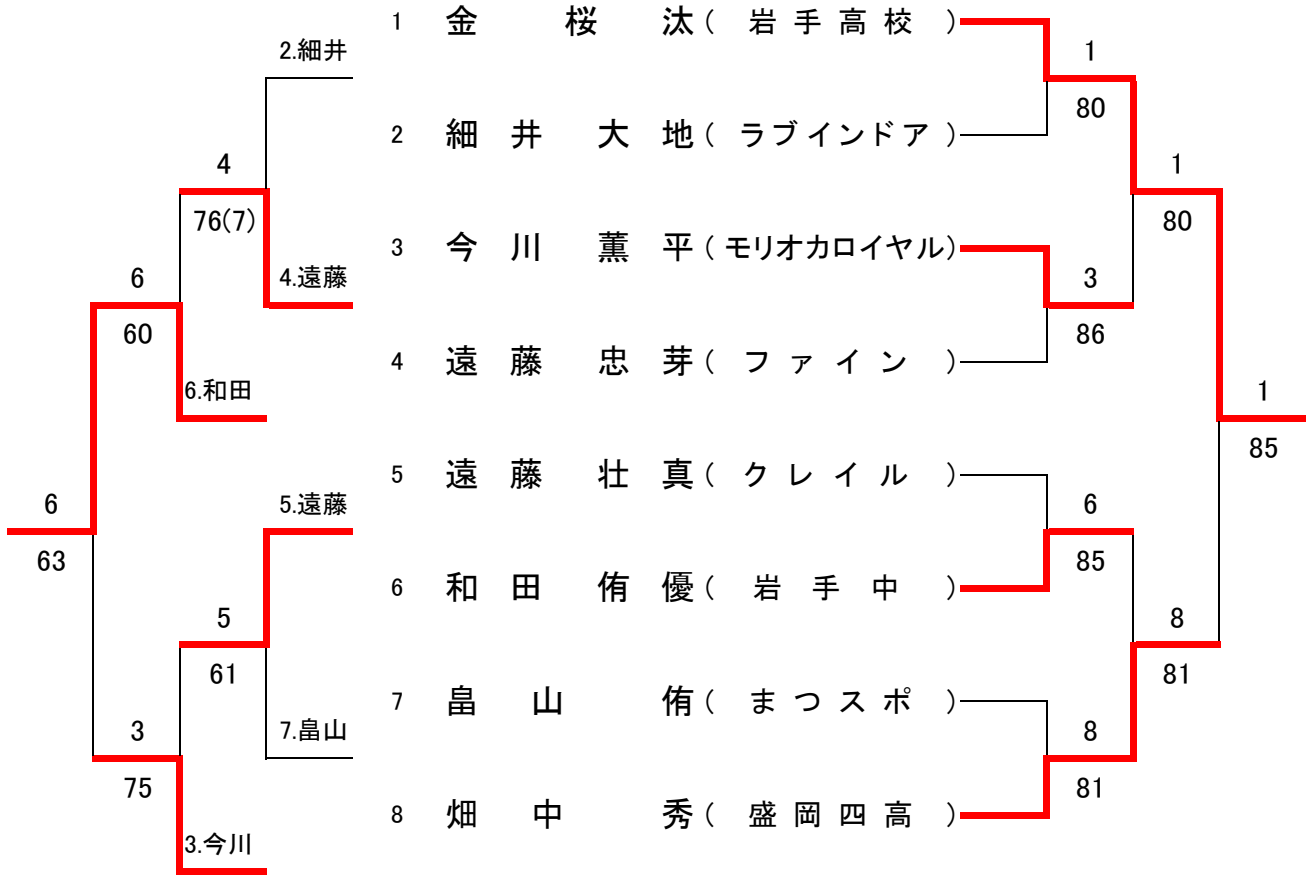 1 金 桜 汰 ( 岩 手 高 校 )
2.細井
1
80
2 細 井 大 地 ( ラブインドア )
4
76(7)
1
80
3 今 川 薫 平 ( モリオカロイヤル)
4.遠藤
6
60
3
86
4 遠 藤 忠 芽 ( フ ァ イ ン )
6.和田
1
85
5 遠 藤 壮 真 ( ク レ イ ル )
5.遠藤
6
63
6
85
6 和 田 侑 優 ( 岩 手 中 )
5
61
8
81
7 畠 山 侑 ( ま つ ス ポ )
7.畠山
3
75
8
81
8 畑 中 秀 ( 盛 岡 四 高 )
3.今川